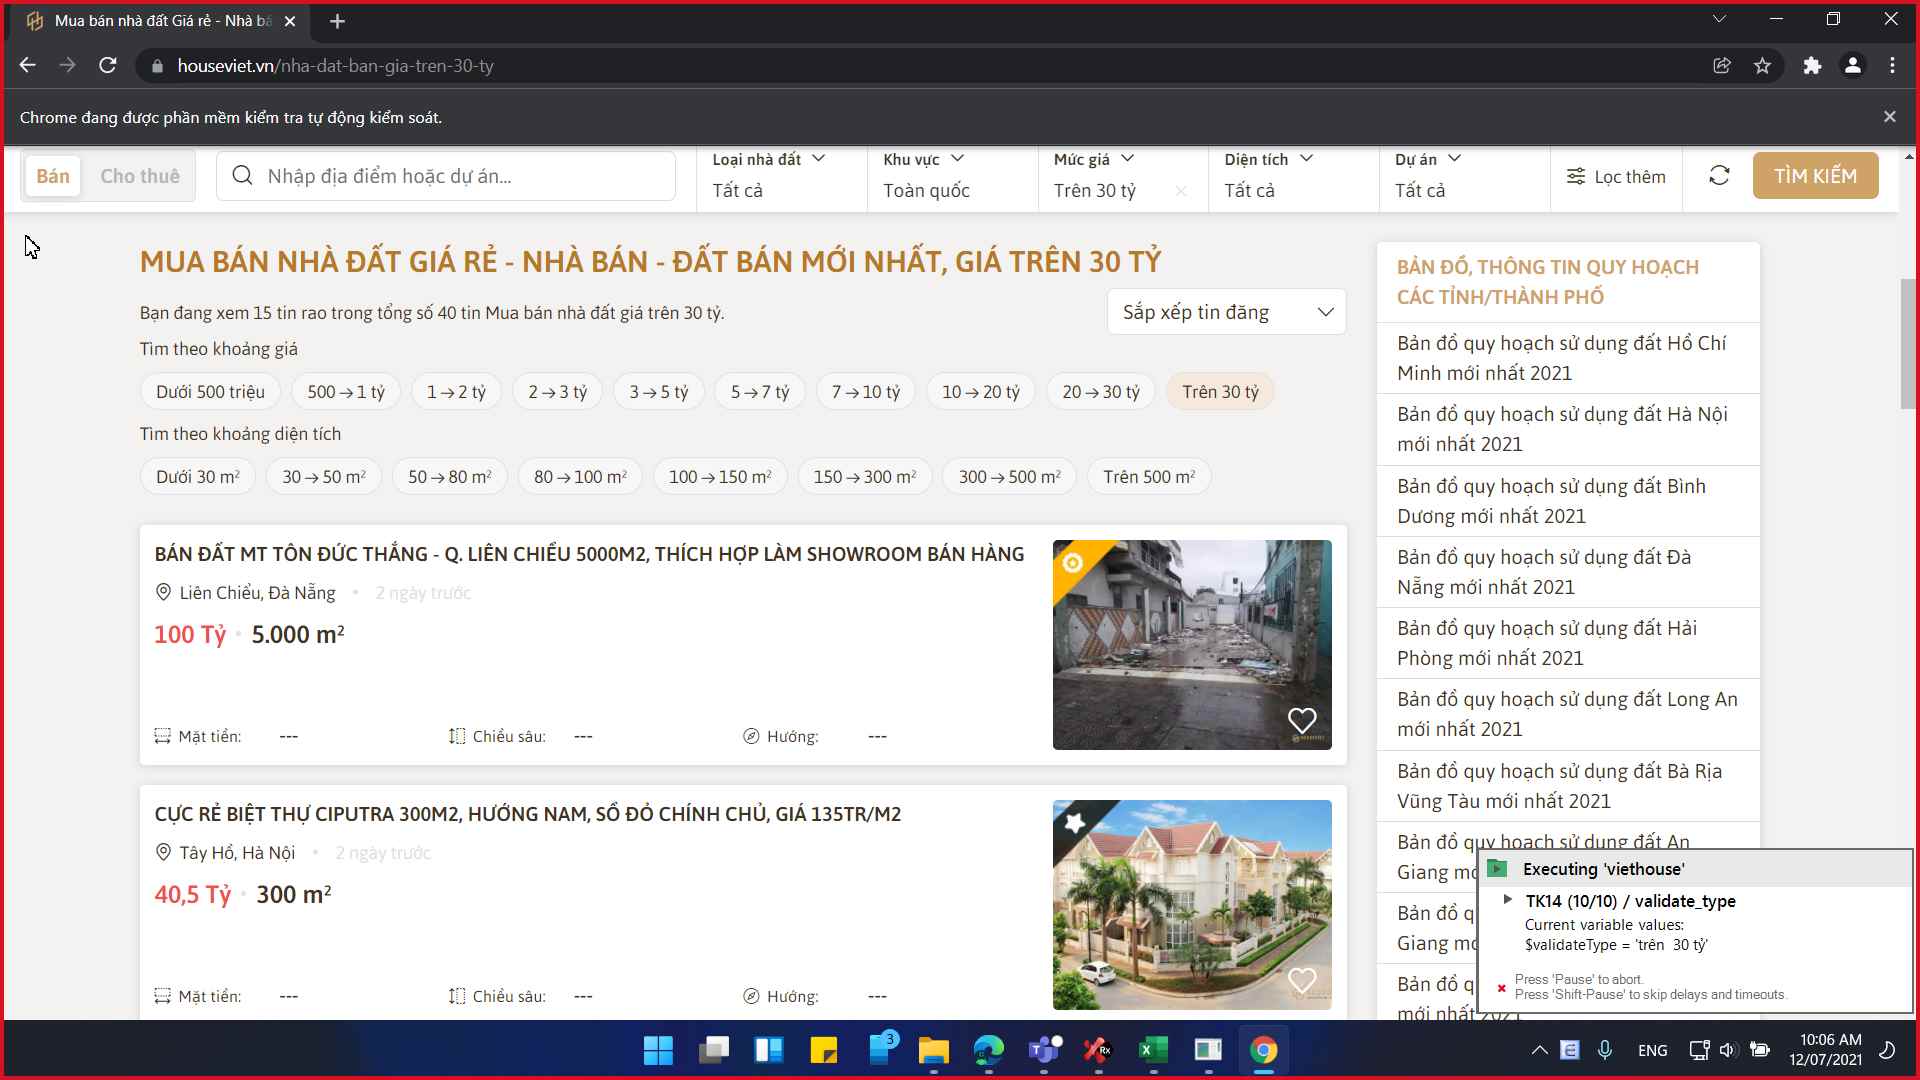 Mua bán nhà đất Giá rẻ - Nhà bá
houseviet.vn/nha-dat-ban-gia-tren-30-ty
Chrome đang được phần mềm kiểm tra tự động kiểm soát.
Bán
Cho thuê
Nhập địa điểm hoặc dự án...
Loại nhà đất
Tất cả
Khu vực
Toàn quốc
Mức giá
Trên 30 tỷ
Diện tích
Tất cả
Dự án
Tất cả
Lọc thêm
TÌM KIẾM
MUA BÁN NHÀ ĐẤT GIÁ RẺ - NHÀ BÁN - ĐẤT BÁN MỚI NHẤT, GIÁ TRÊN 30 TỶ
Bạn đang xem 15 tin rao trong tổng số 40 tin Mua bán nhà đất giá trên 30 tỷ.
Sắp xếp tin đăng
Tìm theo khoảng giá
Dưới 500 triệu
500 → 1 tỷ
1 → 2 tỷ
2 → 3 tỷ
3 → 5 tỷ
5 → 7 tỷ
7 → 10 tỷ
10 → 20 tỷ
20 → 30 tỷ
Trên 30 tỷ
Tìm theo khoảng diện tích
Dưới 30 m²
30 → 50 m²
50 → 80 m²
80 → 100 m²
100 → 150 m²
150 → 300 m²
300 → 500 m²
Trên 500 m²
BÁN ĐẤT MT TÔN ĐỨC THẮNG - Q. LIÊN CHIỂU 5000M2, THÍCH HỢP LÀM SHOWROOM BÁN HÀNG
Liên Chiểu, Đà Nẵng • 2 ngày trước
100 Tỷ • 5.000 m²
Mặt tiền: ---
Chiều sâu: ---
Hướng: ---
CỰC RẺ BIỆT THỰ CIPUTRA 300M2, HƯỚNG NAM, SỔ ĐỎ CHÍNH CHỦ, GIÁ 135TR/M2
Tây Hồ, Hà Nội • 2 ngày trước
40,5 Tỷ • 300 m²
Mặt tiền: ---
Chiều sâu: ---
Hướng: ---
BẢN ĐỒ, THÔNG TIN QUY HOẠCH
CÁC TỈNH/THÀNH PHỐ
Bản đồ quy hoạch sử dụng đất Hồ Chí
Minh mới nhất 2021
Bản đồ quy hoạch sử dụng đất Hà Nội
mới nhất 2021
Bản đồ quy hoạch sử dụng đất Bình
Dương mới nhất 2021
Bản đồ quy hoạch sử dụng đất Đà
Nẵng mới nhất 2021
Bản đồ quy hoạch sử dụng đất Hải
Phòng mới nhất 2021
Bản đồ quy hoạch sử dụng đất Long An
mới nhất 2021
Bản đồ quy hoạch sử dụng đất Bà Rịa
Vũng Tàu mới nhất 2021
Bản đồ quy hoạch sử dụng đất An
Giang
Bản đồ
Giang
Bản đồ
mới nhất 2021
Executing 'viethouse'
TK14 (10/10) / validate_type
Current variable values:
$validateType = 'trên 30 tỷ'
Press 'Pause' to abort.
Press 'Shift-Pause' to skip delays and timeouts.
3
ENG
10:06 AM
12/07/2021